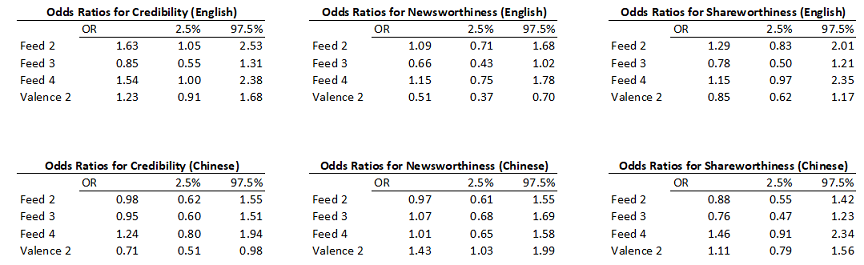 Odds Ratios for Credibility (English)
OR 2.5% 97.5%
Feed 2 1.63 1.05 2.53
Feed 3 0.85 0.55 1.31
Feed 4 1.54 1.00 2.38
Valence 2 1.23 0.91 1.68
Odds Ratios for Newsworthiness (English)
OR 2.5% 97.5%
Feed 2 1.09 0.71 1.68
Feed 3 0.66 0.43 1.02
Feed 4 1.15 0.75 1.78
Valence 2 0.51 0.37 0.70
Odds Ratios for Shareworthiness (English)
OR 2.5% 97.5%
Feed 2 1.29 0.83 2.01
Feed 3 0.78 0.50 1.21
Feed 4 1.15 0.97 2.35
Valence 2 0.85 0.62 1.17
Odds Ratios for Credibility (Chinese)
OR 2.5% 97.5%
Feed 2 0.98 0.62 1.55
Feed 3 0.95 0.60 1.51
Feed 4 1.24 0.80 1.94
Valence 2 0.71 0.51 0.98
Odds Ratios for Newsworthiness (Chinese)
OR 2.5% 97.5%
Feed 2 0.97 0.61 1.55
Feed 3 1.07 0.68 1.69
Feed 4 1.01 0.65 1.58
Valence 2 1.43 1.03 1.99
Odds Ratios for Shareworthiness (Chinese)
OR 2.5% 97.5%
Feed 2 0.88 0.55 1.42
Feed 3 0.76 0.47 1.23
Feed 4 1.46 0.91 2.34
Valence 2 1.11 0.79 1.56